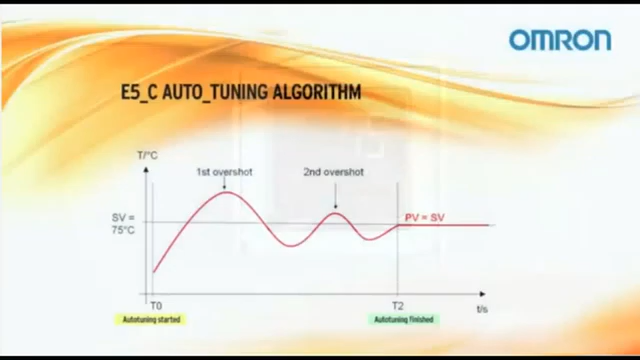 OMRON
E5_C AUTO_TUNING ALGORITHM
T/°C
1st overshot
2nd overshot
SV =
75°C
PV = SV
T0
T2
t/s
Autotuning started
Autotuning finished